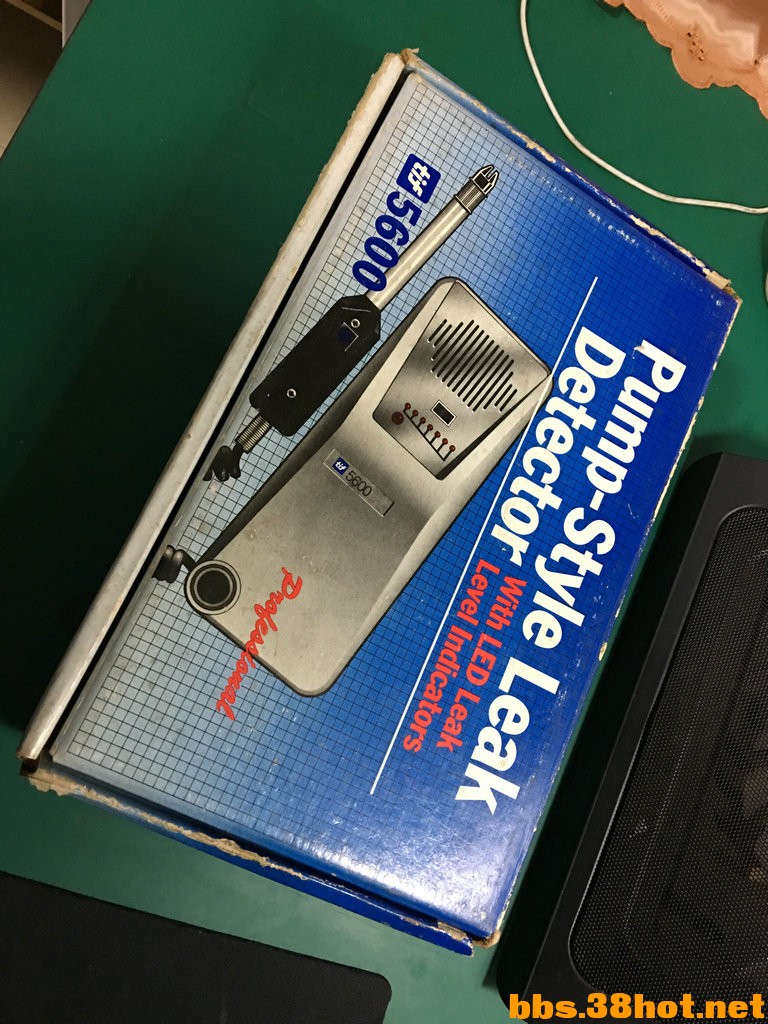 tif 5600
Pump-Style Leak
Detector
With LED Leak
Level Indicators
tif 5600
Professional
bbs.38hot.net